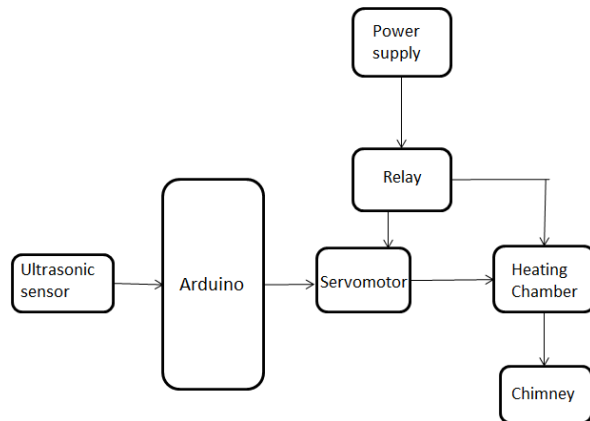 Power
supply
Relay
Ultrasonic
sensor
Arduino
Servomotor
Heating
Chamber
Chimney